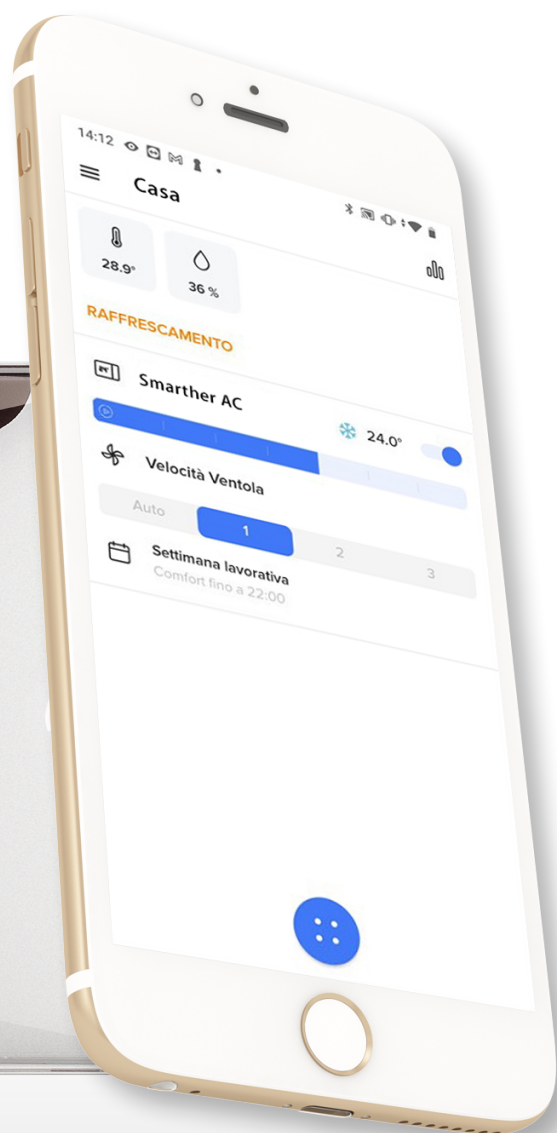 14:12
Casa
28.9°
36 %
RAFFRESCAMENTO
Smarther AC
24.0°
Velocità Ventola
Auto
1
2
3
Settimana lavorativa
Comfort fino a 22:00